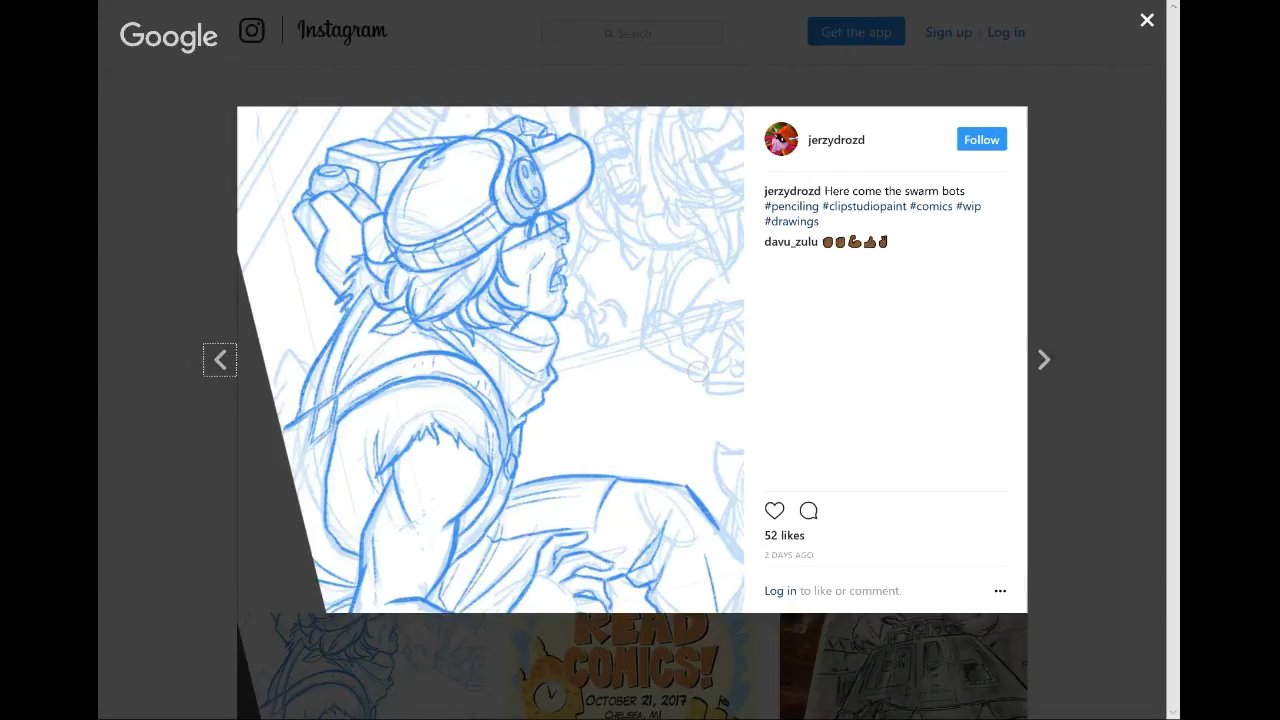 Google
Instagram
Search
Get the app
Sign up | Log in
jerzydrozd
Follow
jerzydrozd Here come the swarm bots
#penciling #clipstudiopaint #comics #wip
#drawings
davu_zulu
52 likes
2 DAYS AGO
Log in to like or comment.
READ
COMICS!
OCTOBER 21, 2017
CHELSEA, MI